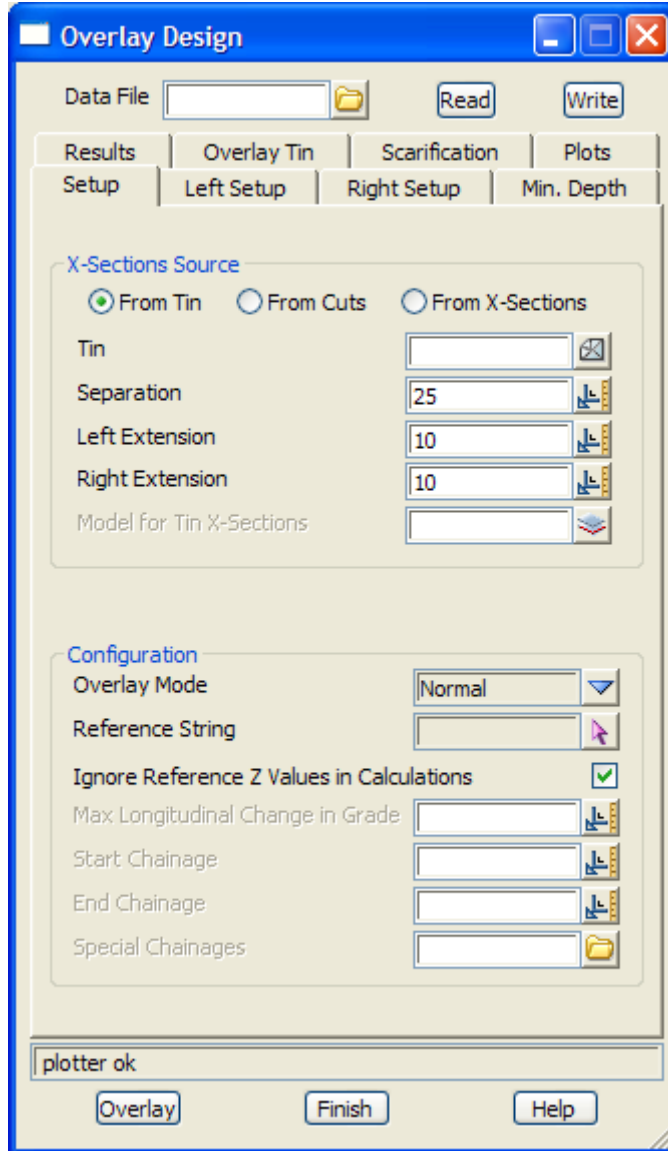 Overlay Design
Data File Read Write
Results Overlay Tin Scarification Plots
Setup Left Setup Right Setup Min. Depth
X-Sections Source
From Tin From Cuts From X-Sections
Tin
Separation 25
Left Extension 10
Right Extension 10
Model for Tin X-Sections
Configuration
Overlay Mode Normal
Reference String
Ignore Reference Z Values in Calculations
Max Longitudinal Change in Grade
Start Chainage
End Chainage
Special Chainages
plotter ok
Overlay Finish Help